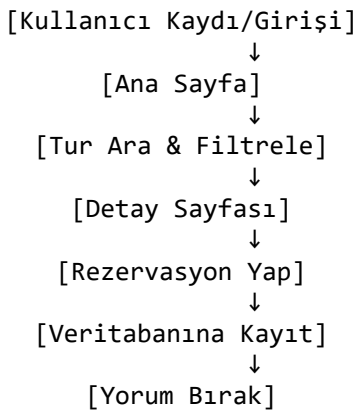 [Kullanıcı Kaydı/Girişi]
↓
[Ana Sayfa]
↓
[Tur Ara & Filtrele]
↓
[Detay Sayfası]
↓
[Rezervasyon Yap]
↓
[Veritabanına Kayıt]
↓
[Yorum Bırak]